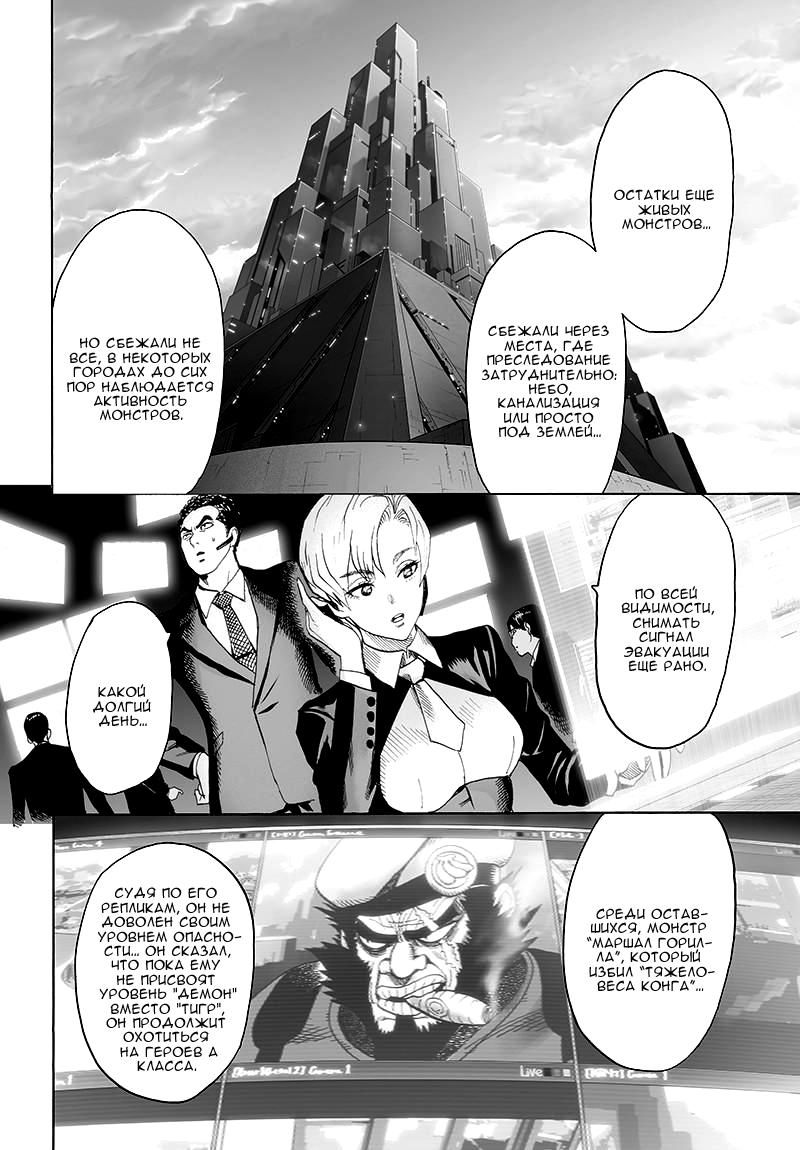 ОСТАТКИ ЕЩЕ
ЖИВЫХ
МОНСТРОВ...
СБЕЖАЛИ ЧЕРЕЗ
МЕСТА, ГДЕ
ПРЕСЛЕДОВАНИЕ
ЗАТРУДНИТЕЛЬНО:
НЕБО,
КАНАЛИЗАЦИЯ
ИЛИ ПРОСТО
ПОД ЗЕМЛЕЙ...
НО СБЕЖАЛИ НЕ
ВСЕ, В НЕКОТОРЫХ
ГОРОДАХ ДО СИХ
ПОР НАБЛЮДАЕТСЯ
АКТИВНОСТЬ
МОНСТРОВ.
ПО ВСЕЙ
ВИДИМОСТИ,
СНИМАТЬ
СИГНАЛ
ЭВАКУАЦИИ
ЕЩЕ РАНО.
КАКОЙ
ДОЛГИЙ
ДЕНЬ...
СРЕДИ ОСТАВ-
ШИХСЯ, МОНСТР
"МАРШАЛ ГОРИЛ-
ЛА", КОТОРЫЙ
ИЗБИЛ "ТЯЖЕЛО-
ВЕСА КОНГА"...
СУДЯ ПО ЕГО
РЕПЛИКАМ, ОН НЕ
ДОВОЛЕН СВОИМ
УРОВНЕМ ОПАСНО-
СТИ... ОН СКАЗАЛ,
ЧТО ПОКА ЕМУ
НЕ ПРИСВОЯТ
УРОВЕНЬ "ДЕМОН"
ВМЕСТО "ТИГР",
ОН ПРОДОЛЖИТ
ОХОТИТЬСЯ
НА ГЕРОЕВ А
КЛАССА.
Live
Live